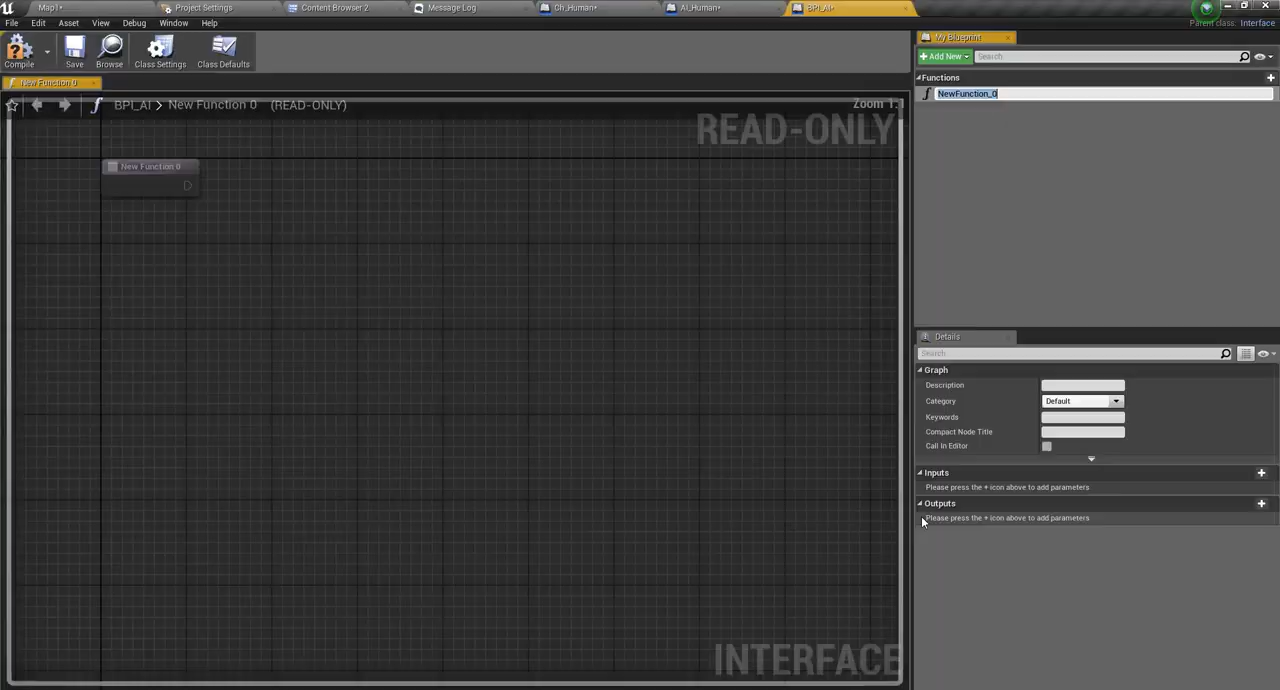 Map1*
Project Settings
Content Browser 2
Message Log
Ch_Human*
AI_Human*
BPI_AI*
File Edit Asset View Debug Window Help
Parent class: Interface
Compile
Save
Browse
Class Settings
Class Defaults
My Blueprint
+ Add New
Search
Functions
NewFunction_0
New Function 0
BPI_AI > New Function 0 (READ-ONLY)
Zoom 1:1
READ-ONLY
New Function 0
INTERFACE
Details
Search
Graph
Description
Category Default
Keywords
Compact Node Title
Call In Editor
Inputs
Please press the + icon above to add parameters
Outputs
Please press the + icon above to add parameters